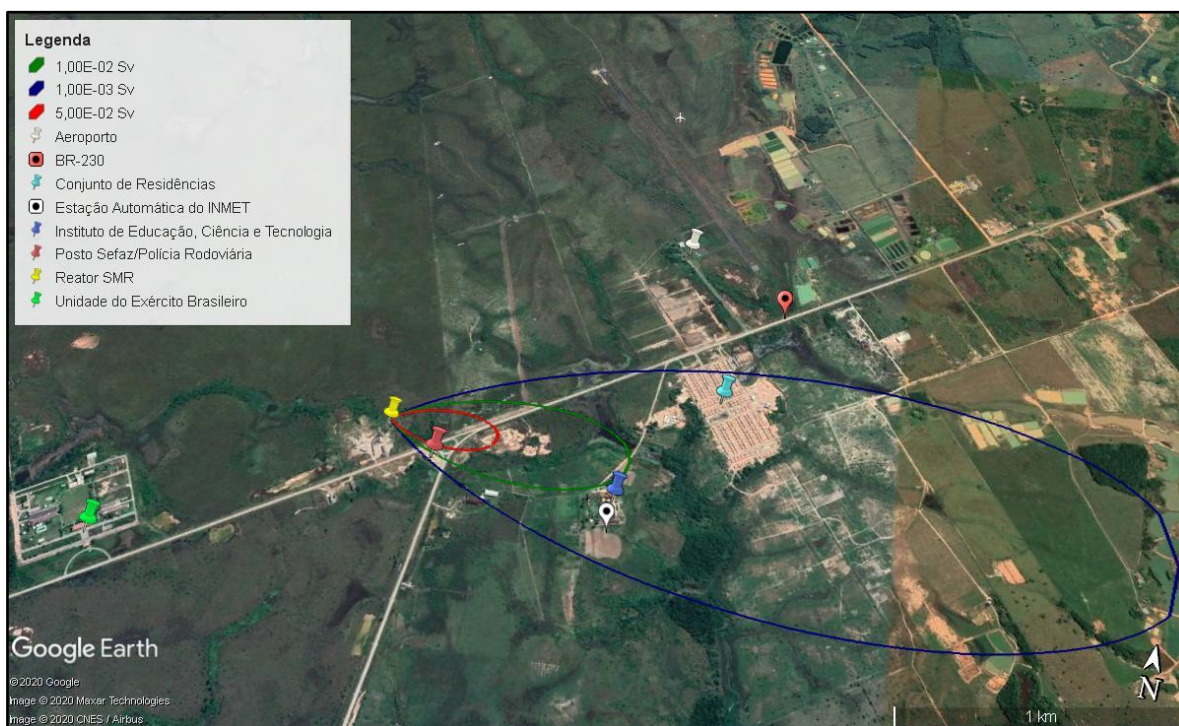 Legenda
1,00E-02 Sv
1,00E-03 Sv
5,00E-02 Sv
Aeroporto
BR-230
Conjunto de Residências
Estação Automática do INMET
Instituto de Educação, Ciência e Tecnologia
Posto Sefaz/Polícia Rodoviária
Reator SMR
Unidade do Exército Brasileiro
Google Earth
©2020 Google
Image © 2020 Maxar Technologies
Image © 2020 CNES / Airbus
N
1 km